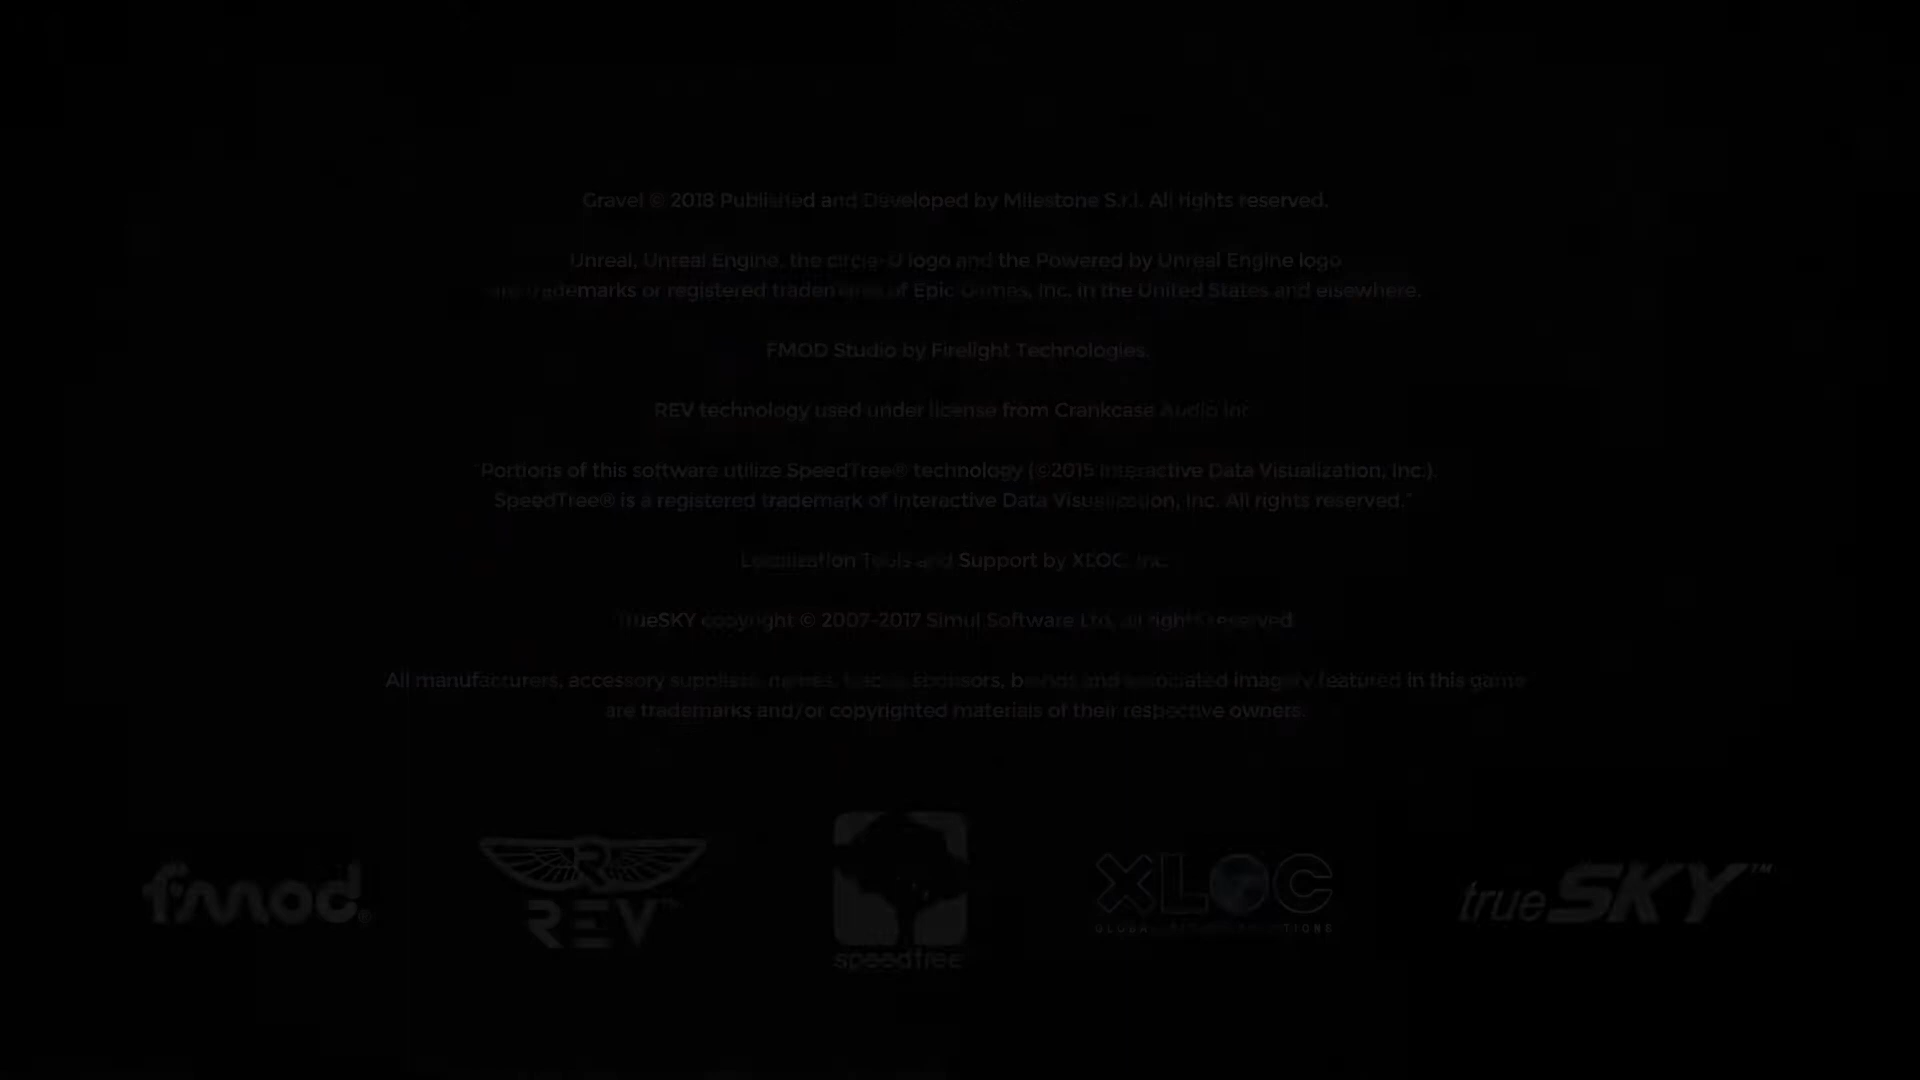 Gravel © 2018 Published and Developed by Milestone S.r.l. All rights reserved.
Unreal, Unreal Engine, the circle-U logo and the Powered by Unreal Engine logo
are trademarks or registered trademarks of Epic Games, Inc. in the United States and elsewhere.
FMOD Studio by Firelight Technologies.
REV technology used under license from Crankcase Audio Inc.
"Portions of this software utilize SpeedTree® technology (©2015 Interactive Data Visualization, Inc.).
SpeedTree® is a registered trademark of Interactive Data Visualization, Inc. All rights reserved."
Localization Tools and Support by XLOC, Inc.
TrueSKY copyright © 2007-2017 Simul Software Ltd, all rights reserved.
All manufacturers, accessory suppliers, names, sponsors, brands and associated imagery featured in this game
are trademarks and/or copyrighted materials of their respective owners.
fmod®
REV™
speedtree
XLOC
GLOBAL
trueSKY™